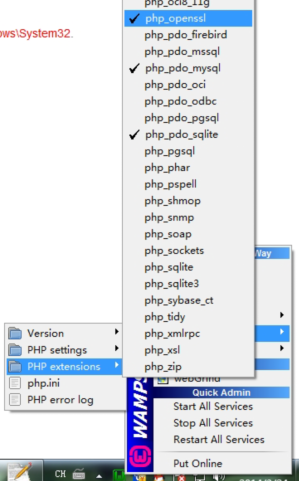 php_oci8_11g
php_openssl
ows\System32.
php_pdo_firebird
php_pdo_mssql
php_pdo_mysql
php_pdo_oci
php_pdo_odbc
php_pdo_pgsql
php_pdo_sqlite
php_pgsql
php_phar
php_pspell
php_shmop
php_snmp
php_soap
php_sockets
php_sqlite
php_sqlite3
php_sybase_ct
php_tidy
php_xmlrpc
php_xsl
php_zip
Way
Version
PHP settings
PHP extensions
php.ini
PHP error log
WAMPS
webGrind
Quick Admin
Start All Services
Stop All Services
Restart All Services
Put Online
CH